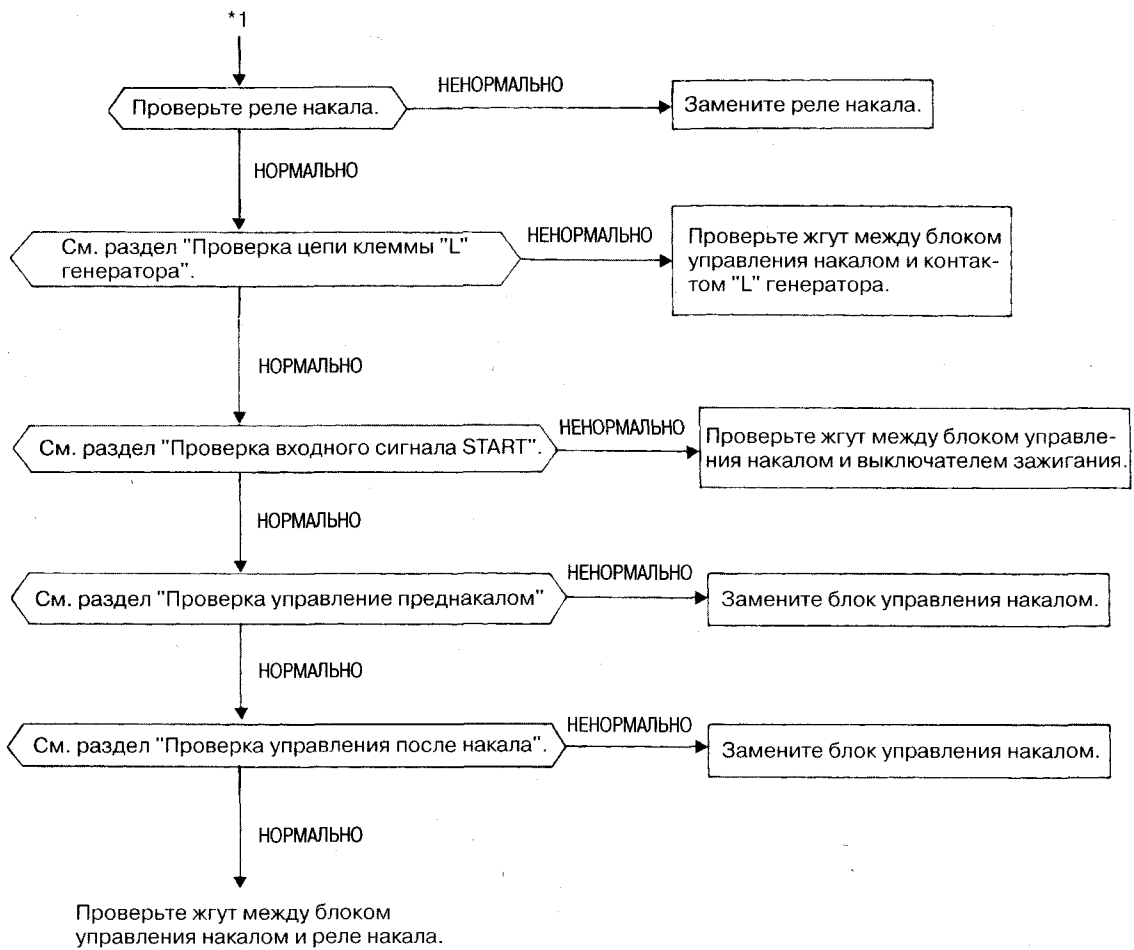 *1
Проверьте реле накала.
НЕНОРМАЛЬНО
Замените реле накала.
НОРМАЛЬНО
См. раздел "Проверка цепи клеммы "L"
генератора".
НЕНОРМАЛЬНО
Проверьте жгут между блоком
управления накалом и контак-
том "L" генератора.
НОРМАЛЬНО
См. раздел "Проверка входного сигнала START".
НЕНОРМАЛЬНО
Проверьте жгут между блоком управле-
ния накалом и выключателем зажигания.
НОРМАЛЬНО
См. раздел "Проверка управление преднакалом"
НЕНОРМАЛЬНО
Замените блок управления накалом.
НОРМАЛЬНО
См. раздел "Проверка управления после накала".
НЕНОРМАЛЬНО
Замените блок управления накалом.
НОРМАЛЬНО
Проверьте жгут между блоком
управления накалом и реле накала.